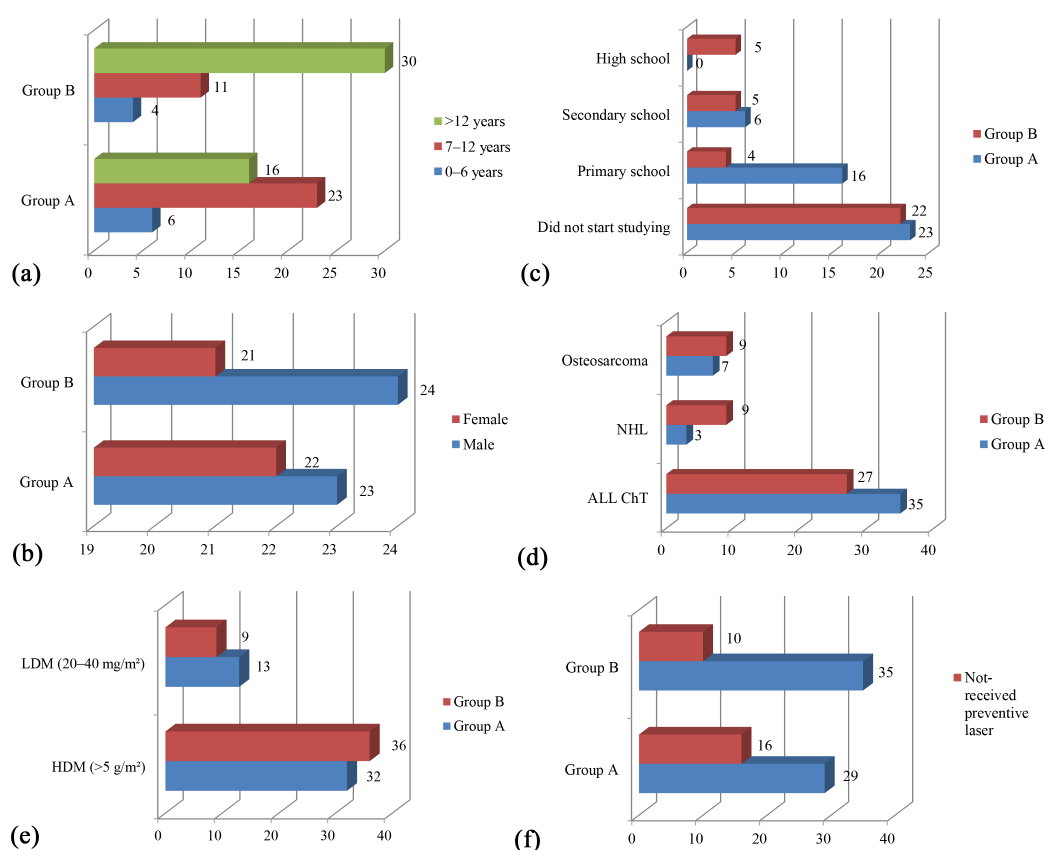 Group B
30
11
4
Group A
16
23
6
>12 years
7–12 years
0–6 years
0 5 10 15 20 25 30
(a)
High school
5
0
Secondary school
5
6
Primary school
4
16
Did not start studying
22
23
Group B
Group A
0 5 10 15 20 25
(c)
Group B
21
24
Group A
22
23
Female
Male
19 20 21 22 23 24
(b)
Osteosarcoma
9
7
NHL
9
3
ALL ChT
27
35
Group B
Group A
0 10 20 30 40
(d)
LDM (20–40 mg/m²)
9
13
HDM (>5 g/m²)
36
32
Group B
Group A
0 10 20 30 40
(e)
Group B
10
35
Group A
16
29
Not-
received
preventive
laser
0 10 20 30 40
(f)